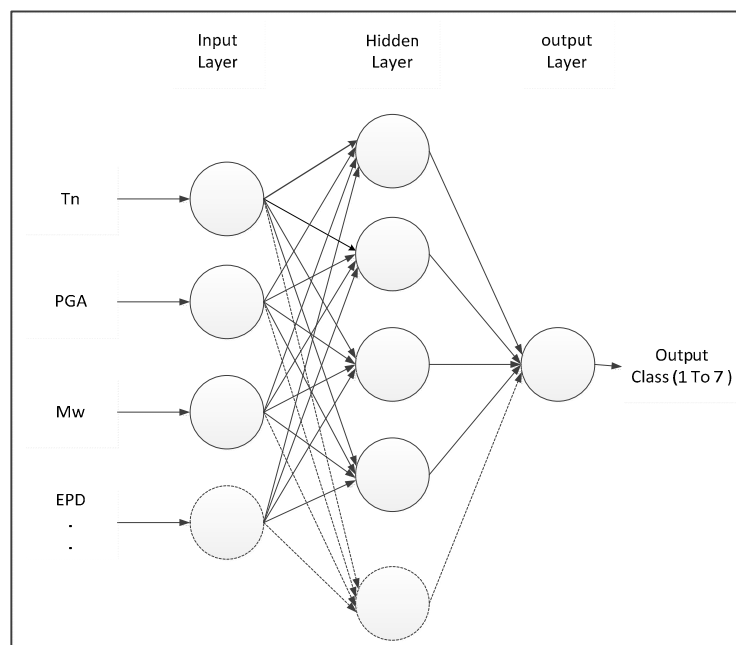 Input
Layer
Hidden
Layer
output
Layer
Tn
PGA
Mw
EPD
.
.
Output
Class (1 To 7 )